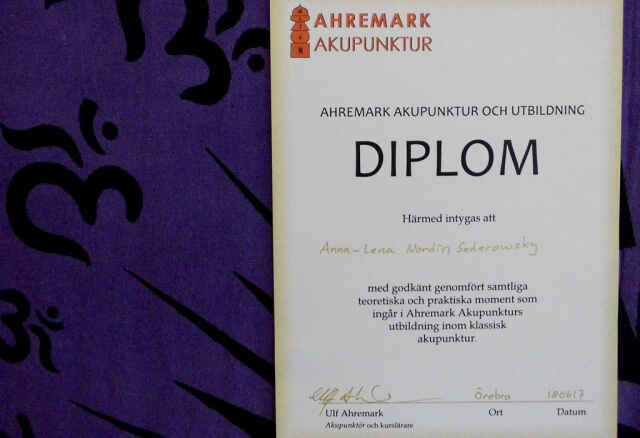 AHREMARK
AKUPUNKTUR
AHREMARK AKUPUNKTUR OCH UTBILDNING
DIPLOM
Härmed intygas att
Anna-Lena Nordin Sederowsky
med godkänt genomfört samtliga
teoretiska och praktiska moment som
ingår i Ahremark Akupunkturs
utbildning inom klassisk
akupunktur.
Örebro 180617
Ulf Ahremark Ort Datum
Akupunktör och kurslärare